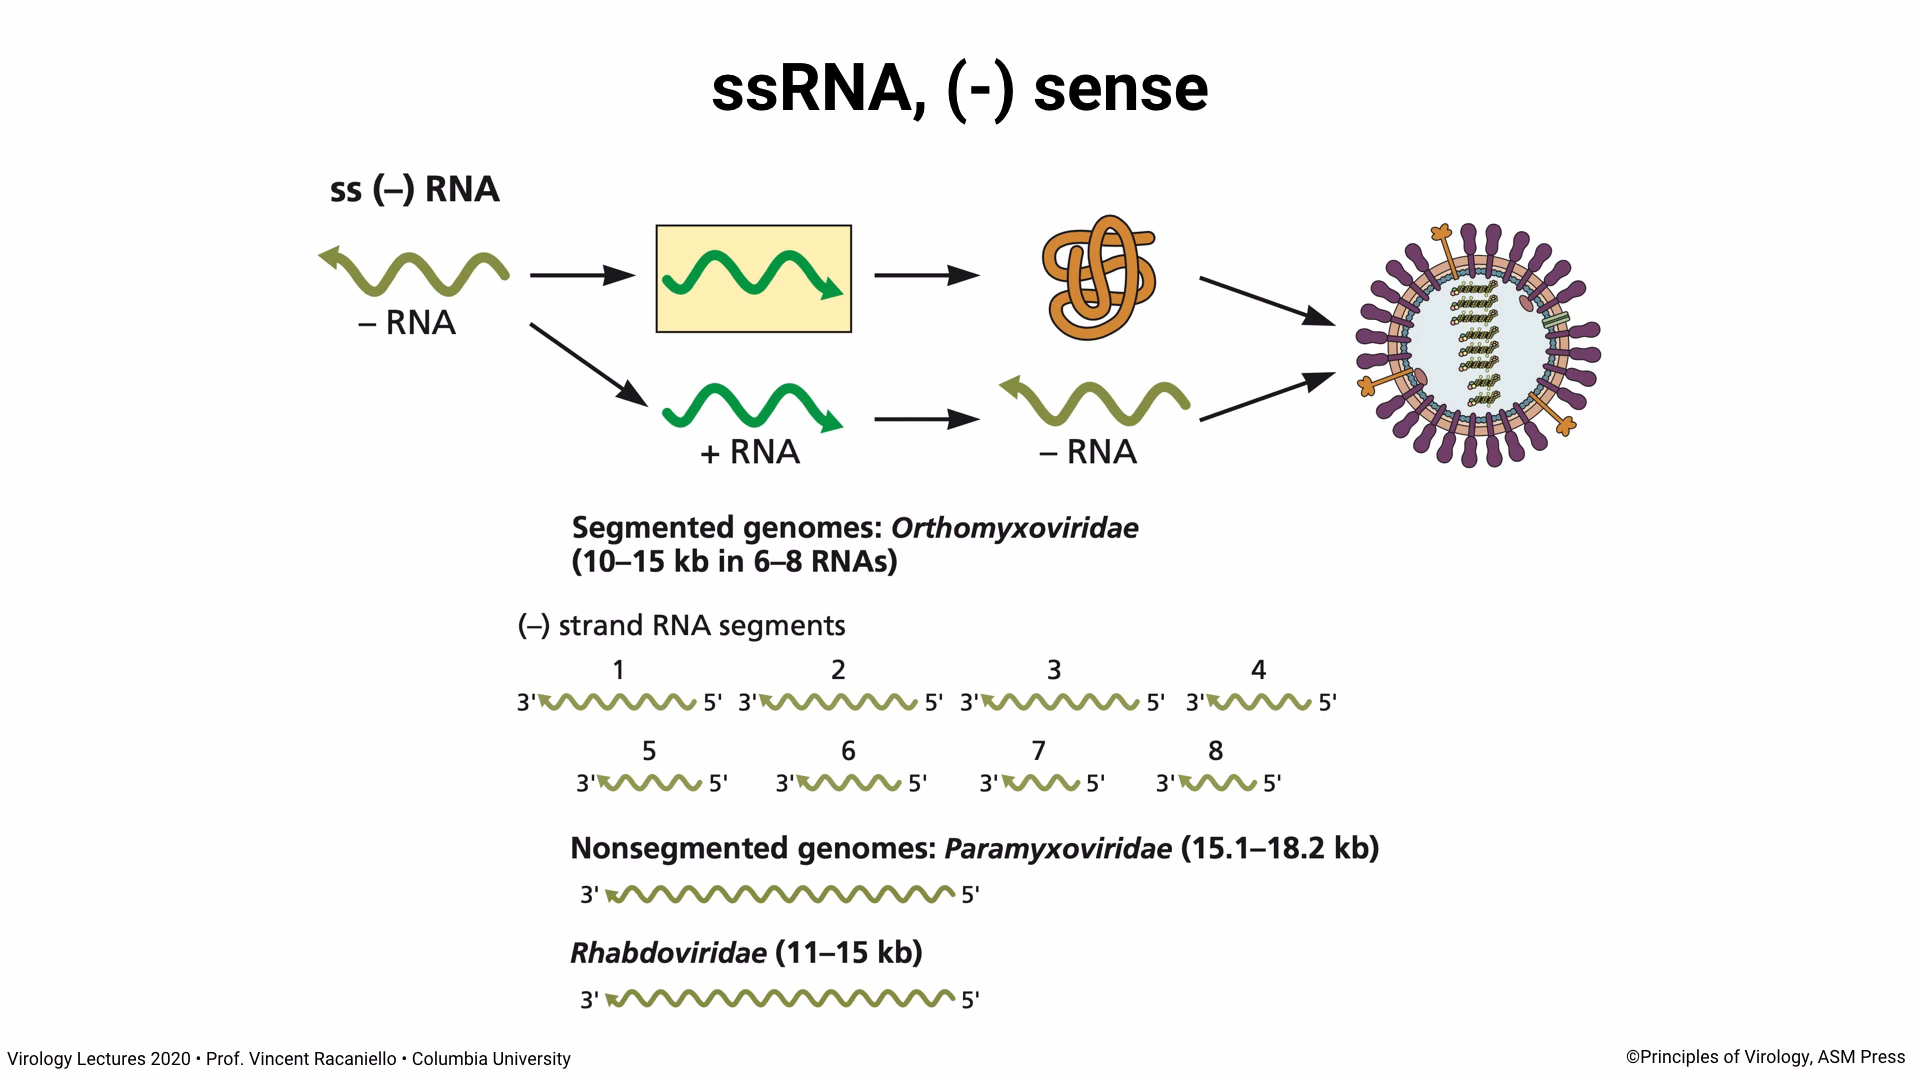 ssRNA, (-) sense
ss (–) RNA
– RNA
+ RNA
– RNA
Segmented genomes: Orthomyxoviridae
(10–15 kb in 6–8 RNAs)
(–) strand RNA segments
1 2 3 4
3' 5' 3' 5' 3' 5' 3' 5'
5 6 7 8
3' 5' 3' 5' 3' 5' 3' 5'
Nonsegmented genomes: Paramyxoviridae (15.1–18.2 kb)
3' 5'
Rhabdoviridae (11–15 kb)
3' 5'
Virology Lectures 2020 • Prof. Vincent Racaniello • Columbia University
©Principles of Virology, ASM Press